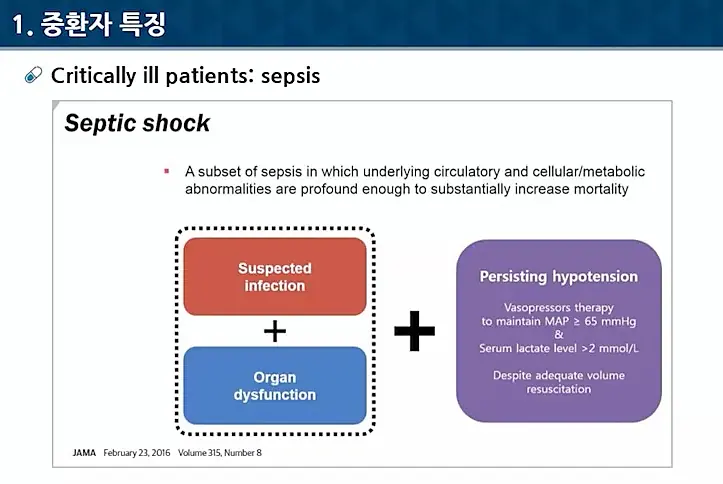 1. 중환자 특징
Critically ill patients: sepsis
Septic shock
A subset of sepsis in which underlying circulatory and cellular/metabolic
abnormalities are profound enough to substantially increase mortality
Suspected
infection
+
Organ
dysfunction
+
Persisting hypotension
Vasopressors therapy
to maintain MAP ≥ 65 mmHg
&
Serum lactate level >2 mmol/L
Despite adequate volume
resuscitation
JAMA February 23, 2016 Volume 315, Number 8